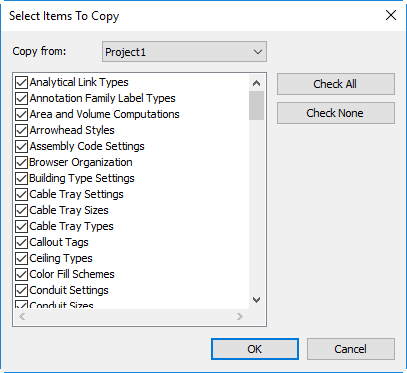 Select Items To Copy
Copy from: Project1
Analytical Link Types
Annotation Family Label Types
Area and Volume Computations
Arrowhead Styles
Assembly Code Settings
Browser Organization
Building Type Settings
Cable Tray Settings
Cable Tray Sizes
Cable Tray Types
Callout Tags
Ceiling Types
Color Fill Schemes
Conduit Settings
Conduit Sizes
Check All
Check None
OK
Cancel